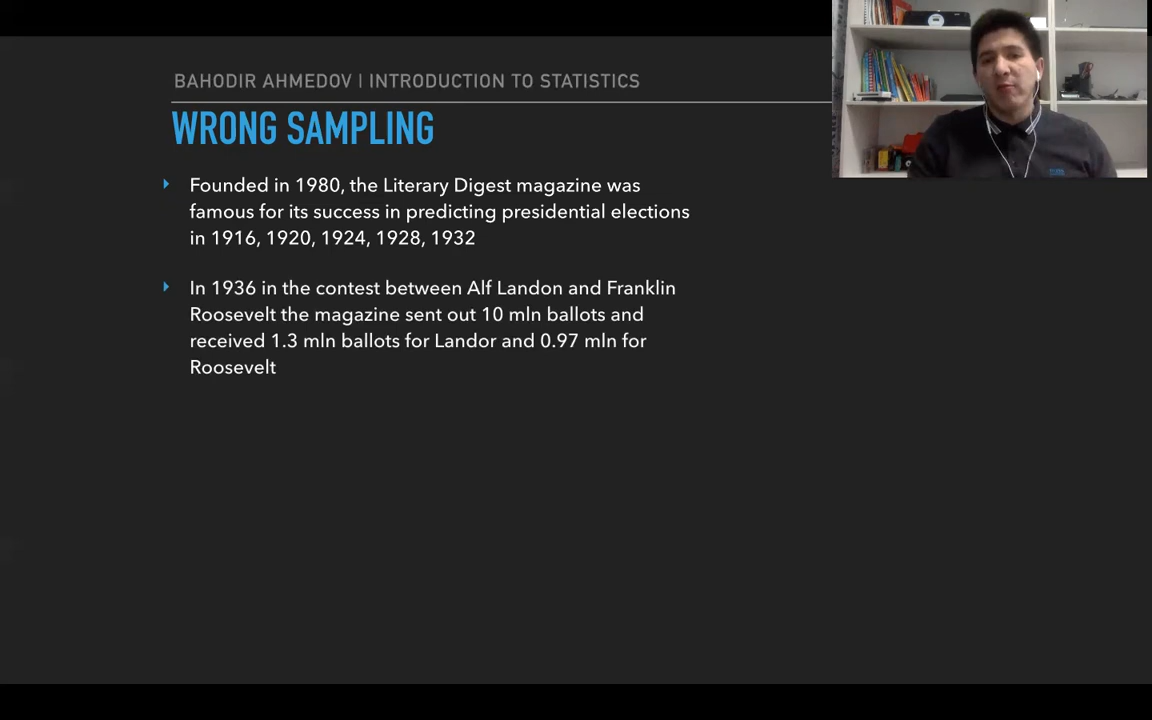 BAHODIR AHMEDOV | INTRODUCTION TO STATISTICS
WRONG SAMPLING
Founded in 1980, the Literary Digest magazine was
famous for its success in predicting presidential elections
in 1916, 1920, 1924, 1928, 1932
In 1936 in the contest between Alf Landon and Franklin
Roosevelt the magazine sent out 10 mln ballots and
received 1.3 mln ballots for Landor and 0.97 mln for
Roosevelt